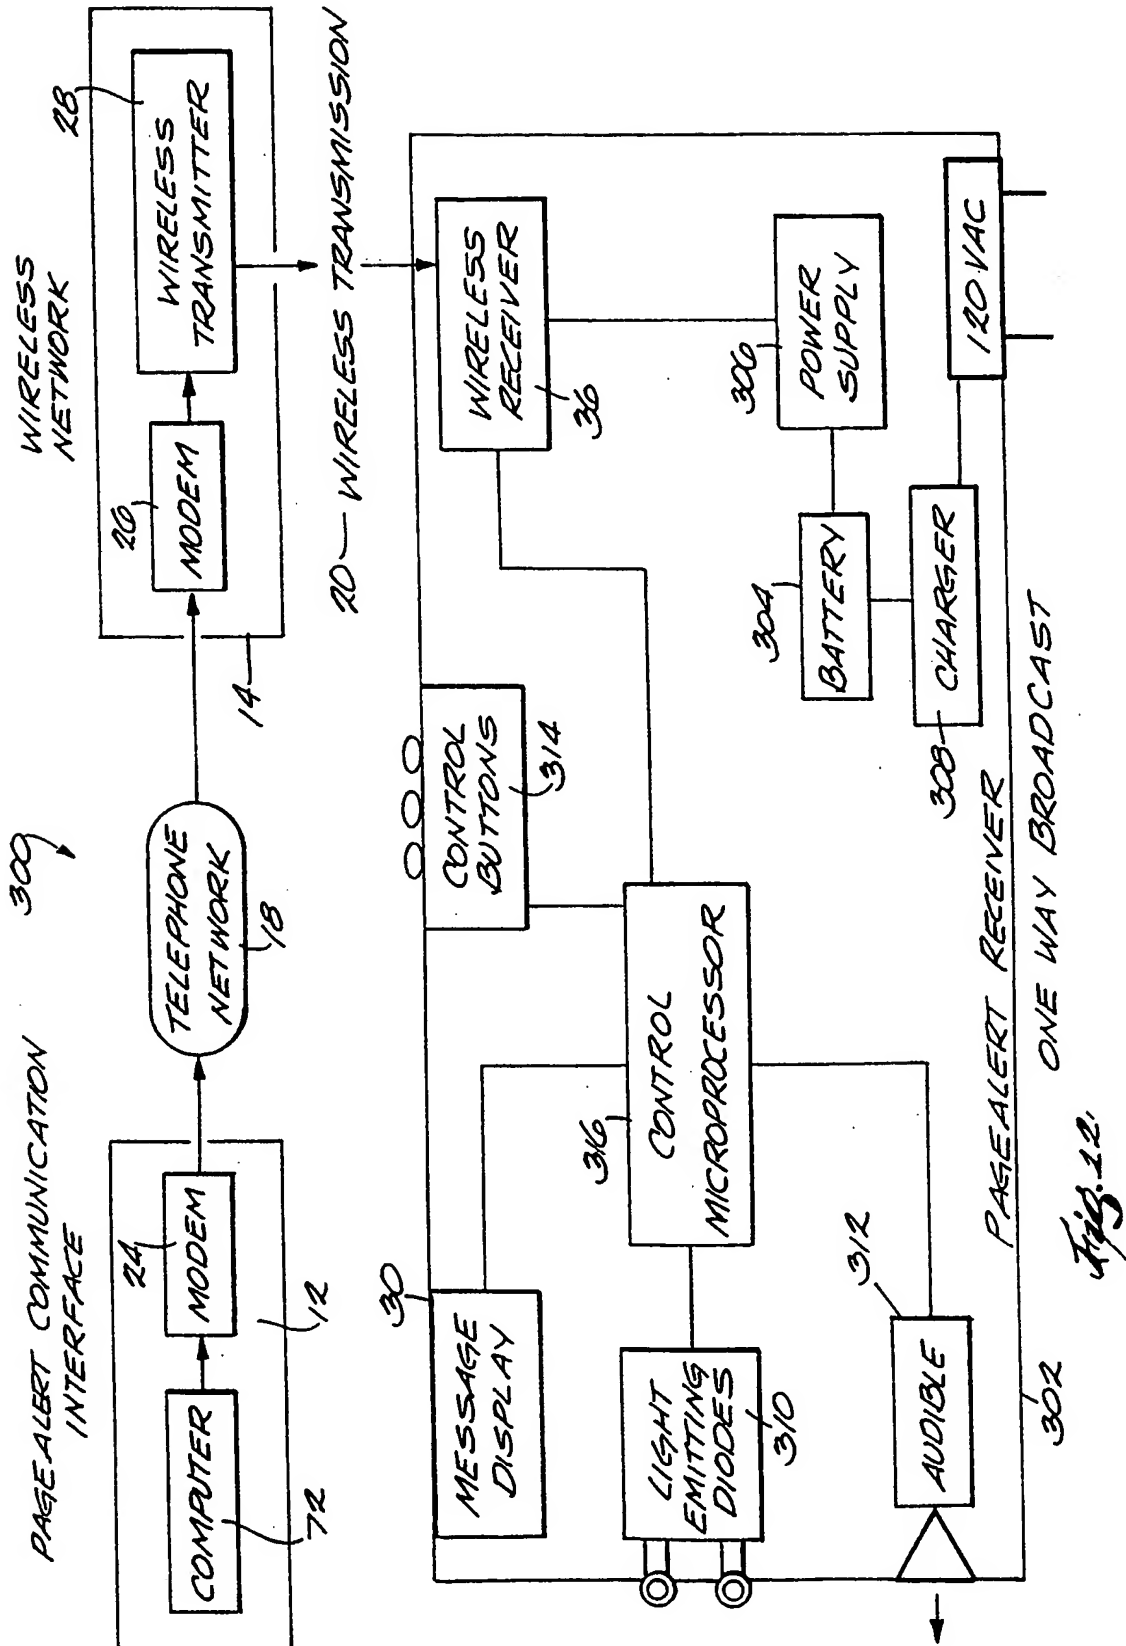 300
PAGEALERT COMMUNICATION
INTERFACE
COMPUTER
72
MODEM
24
12
TELEPHONE
NETWORK
18
WIRELESS
NETWORK
MODEM
26
WIRELESS
TRANSMITTER
28
14
20 — WIRELESS TRANSMISSION
MESSAGE
DISPLAY
30
CONTROL
BUTTONS
314
WIRELESS
RECEIVER
36
LIGHT
EMITTING
DIODES
310
CONTROL
MICROPROCESSOR
316
BATTERY
304
POWER
SUPPLY
306
AUDIBLE
312
CHARGER
308
120 VAC
302
PAGEALERT RECEIVER
ONE WAY BROADCAST
Fig. 12.